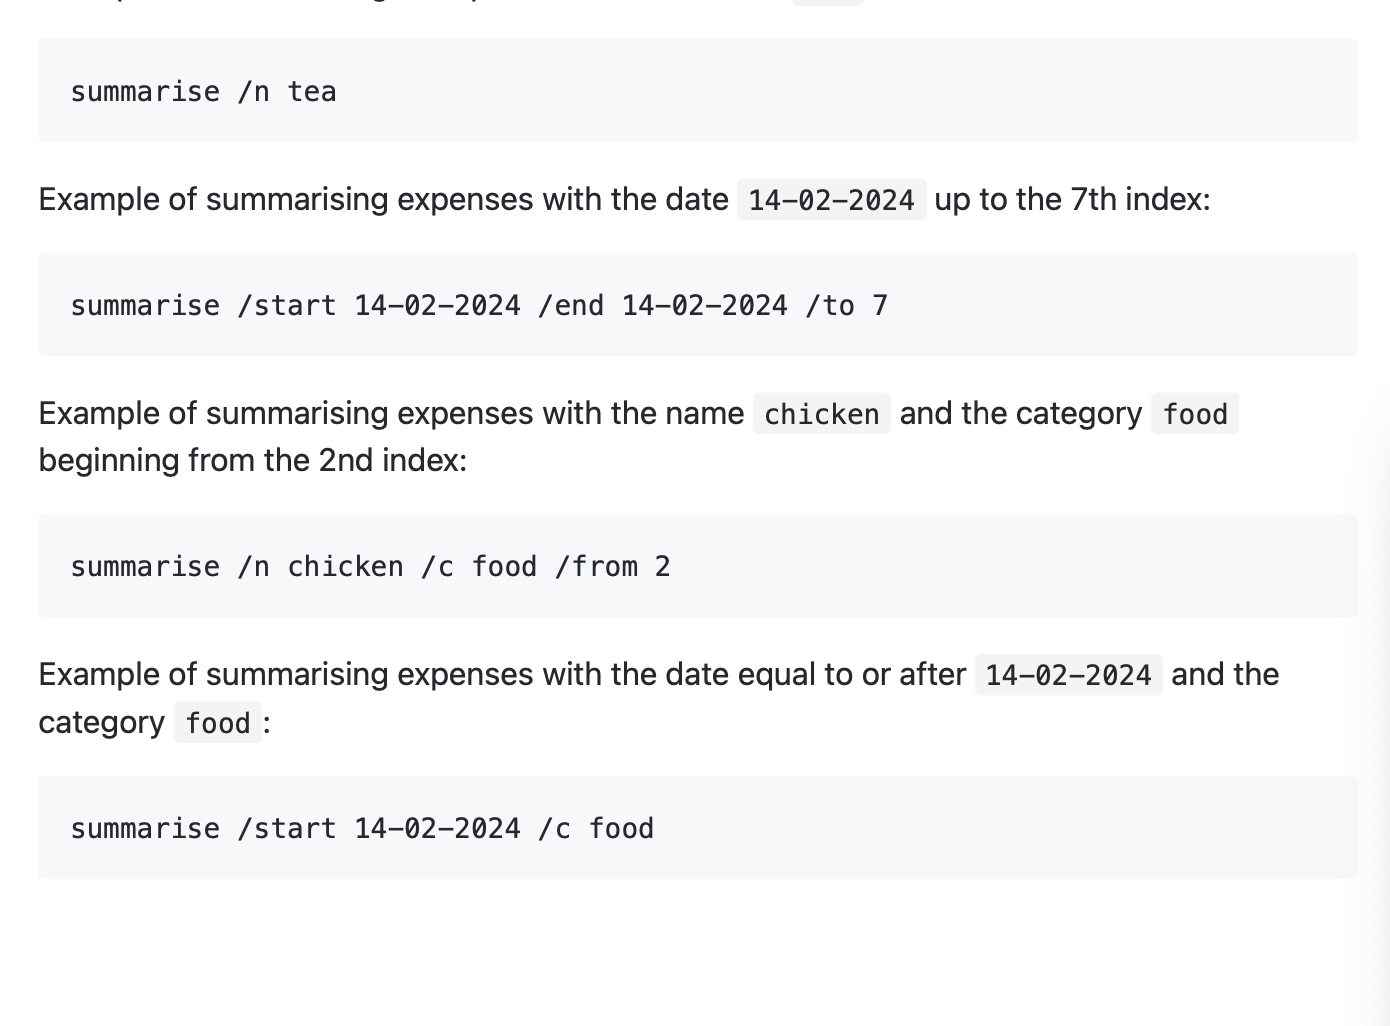 summarise /n tea
Example of summarising expenses with the date 14-02-2024 up to the 7th index:
summarise /start 14-02-2024 /end 14-02-2024 /to 7
Example of summarising expenses with the name chicken and the category food
beginning from the 2nd index:
summarise /n chicken /c food /from 2
Example of summarising expenses with the date equal to or after 14-02-2024 and the
category food:
summarise /start 14-02-2024 /c food